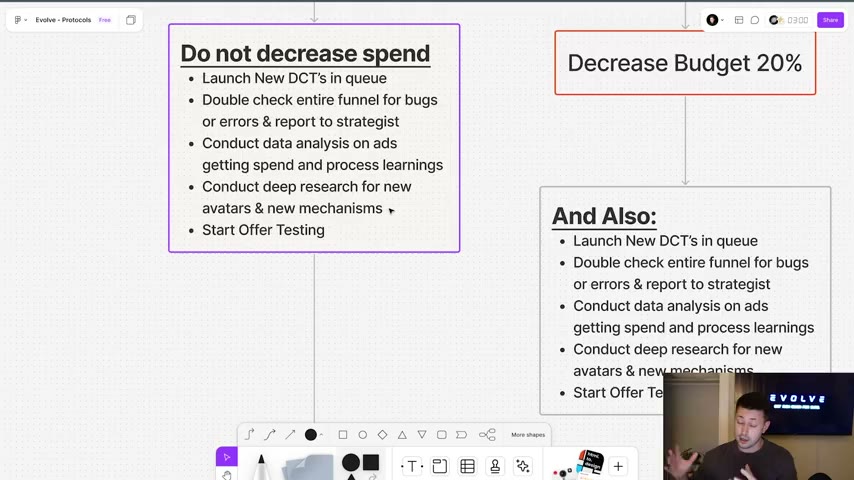 Evolve - Protocols
Free
03:00
Share
Do not decrease spend
• Launch New DCT's in queue
• Double check entire funnel for bugs
or errors & report to strategist
• Conduct data analysis on ads
getting spend and process learnings
• Conduct deep research for new
avatars & new mechanisms
• Start Offer Testing
Decrease Budget 20%
And Also:
• Launch New DCT's in queue
• Double check entire funnel for bugs
or errors & report to strategist
• Conduct data analysis on ads
getting spend and process learnings
• Conduct deep research for new
avatars & new mechanisms
• Start Offer Te
EVOLVE
More shapes